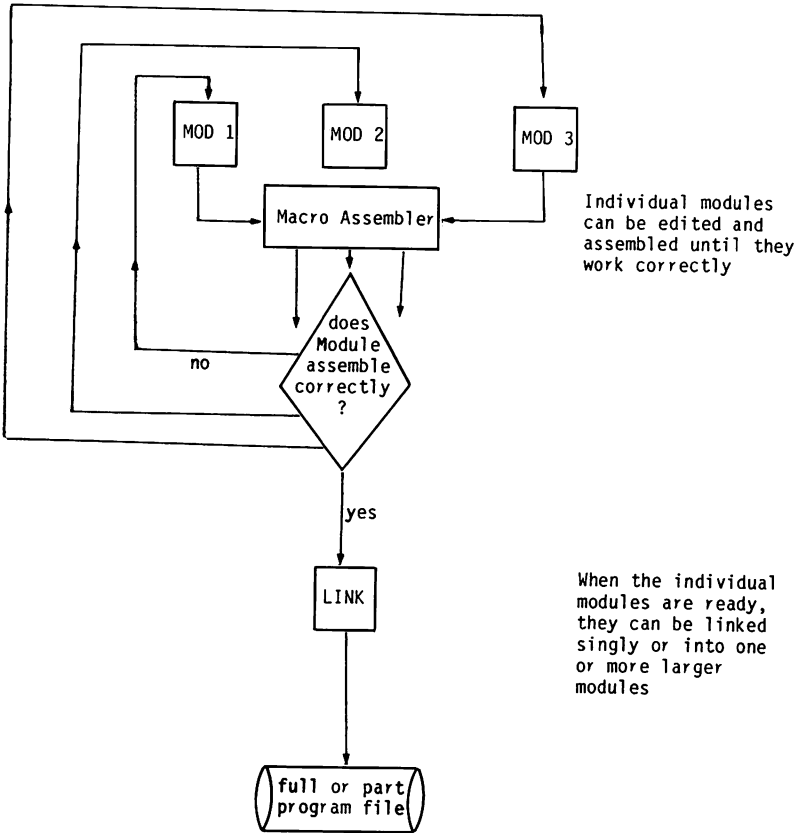 MOD 1
MOD 2
MOD 3
Macro Assembler
Individual modules
can be edited and
assembled until they
work correctly
does
Module
assemble
correctly
?
no
yes
LINK
When the individual
modules are ready,
they can be linked
singly or into one
or more larger
modules
full or part
program file